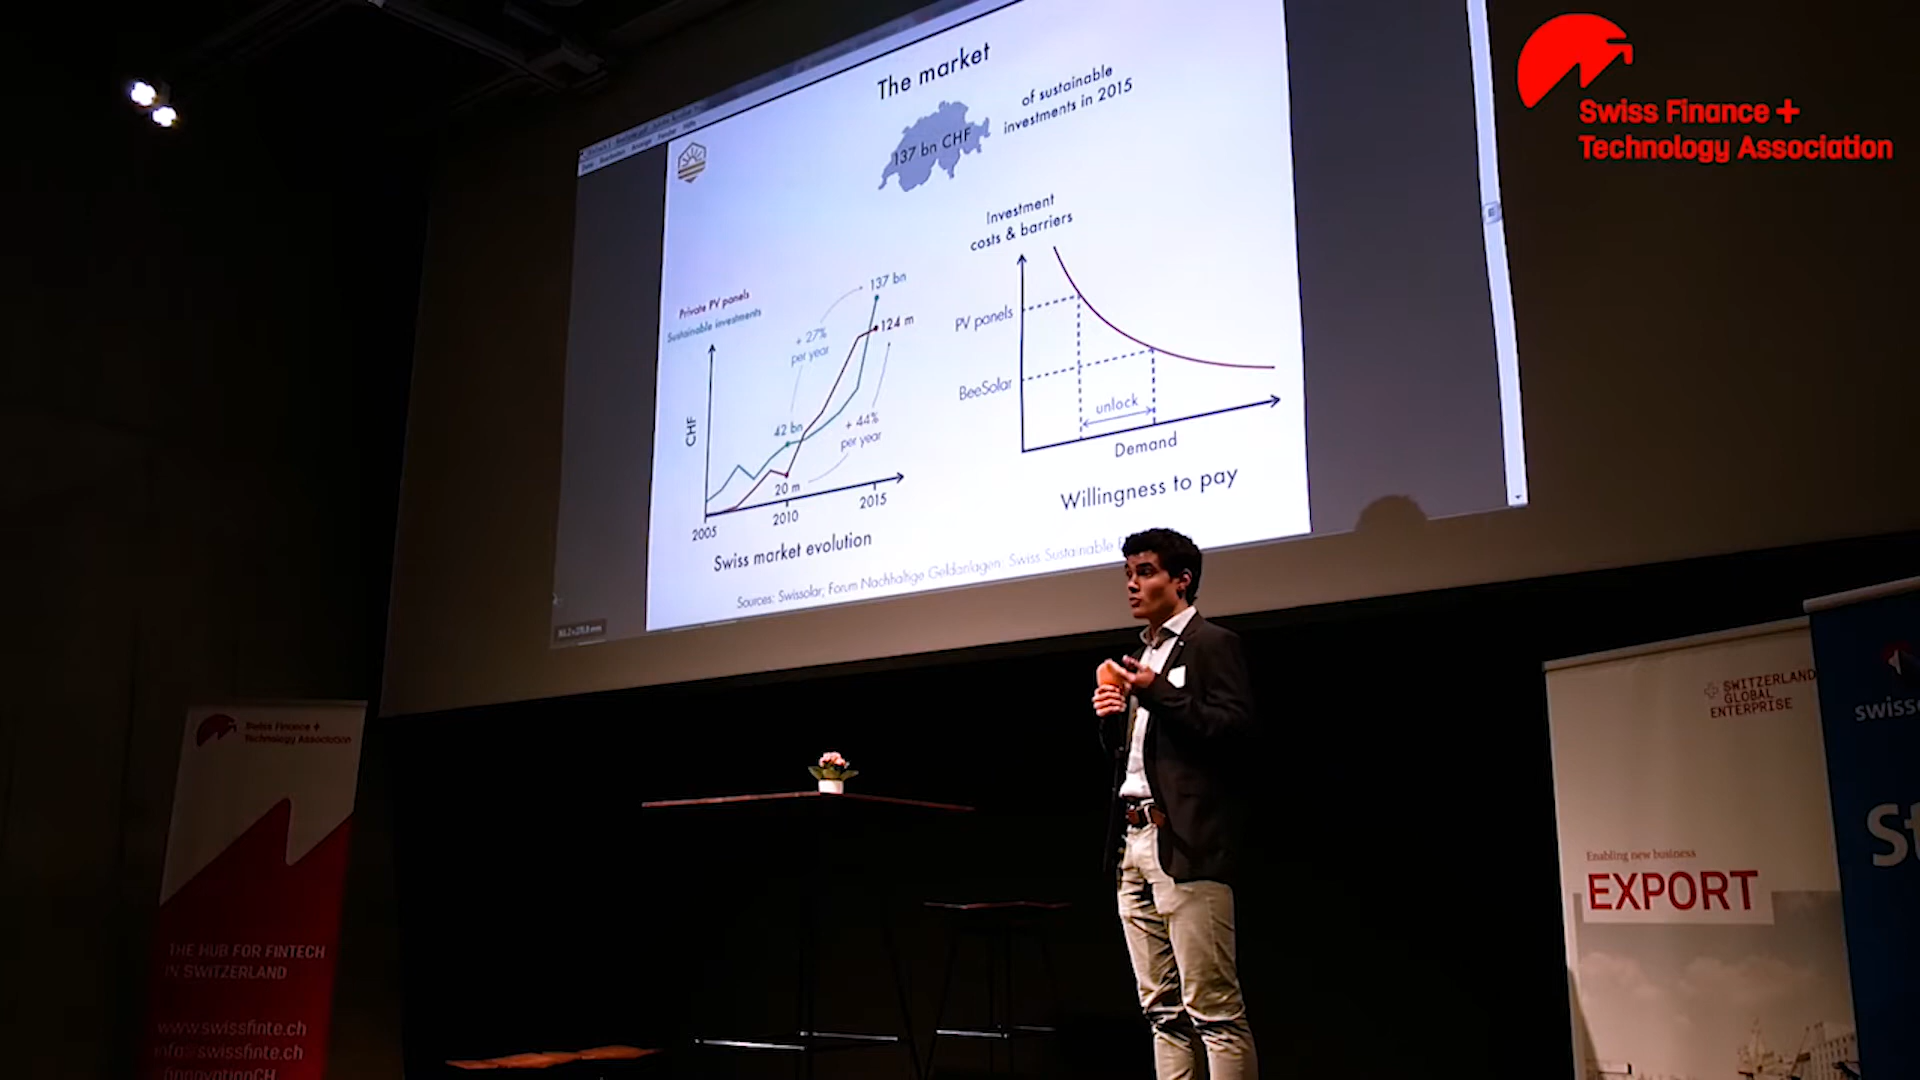 The market
137 bn CHF
of sustainable
investments in 2015
Private PV panels
Sustainable investments
CHF
137 bn
124 m
+ 27%
per year
42 bn
+ 44%
per year
20 m
2005
2010
2015
Swiss market evolution
Investment
costs & barriers
PV panels
BeeSolar
unlock
Demand
Willingness to pay
Sources: Swissolar; Forum Nachhaltige Geldanlagen; Swiss Sustainable
Swiss Finance +
Technology Association
Swiss Finance +
Technology Association
THE HUB FOR FINTECH
IN SWITZERLAND
www.swissfinte.ch
info@swissfinte.ch
SWITZERLAND
GLOBAL
ENTERPRISE
Enabling new business
EXPORT
swiss
St